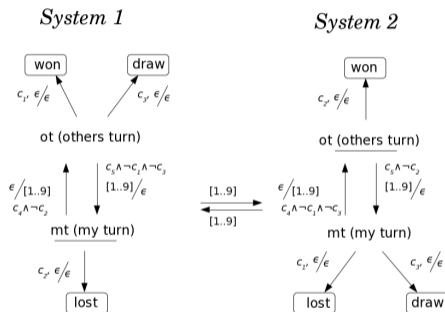 System 1
won
draw
c₁, ϵ/ϵ
c₃, ϵ/ϵ
ot (others turn)
ϵ/[1..9]
c₄∧¬c₂
c₅∧¬c₁∧¬c₃
[1..9]/ϵ
mt (my turn)
c₂, ϵ/ϵ
lost
[1..9]
[1..9]
System 2
won
c₂, ϵ/ϵ
ot (others turn)
ϵ/[1..9]
c₄∧¬c₁∧¬c₃
c₅∧¬c₂
[1..9]/ϵ
mt (my turn)
c₁, ϵ/ϵ
c₃, ϵ/ϵ
lost
draw